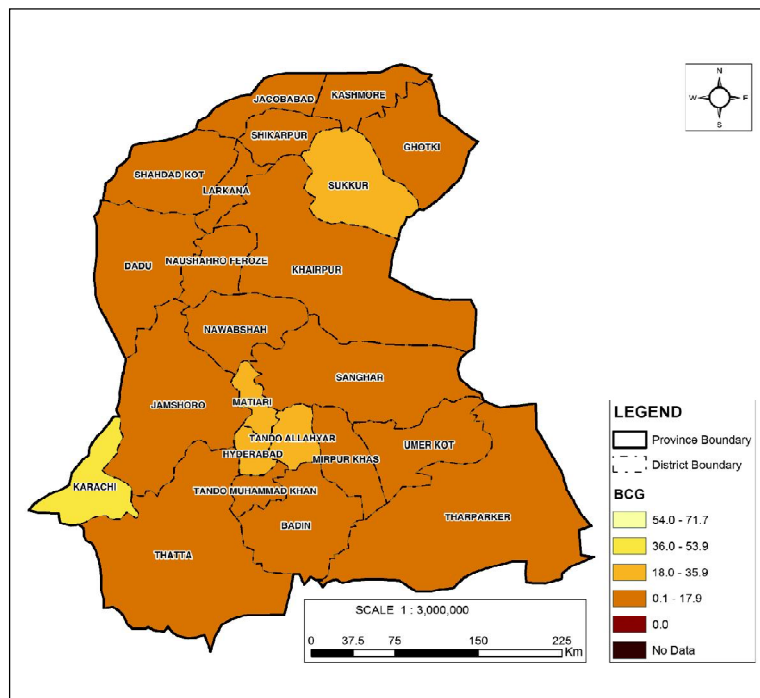 N
W E
S
JACOBABAD
KASHMORE
SHIKARPUR
GHOTKI
SHAHDAD KOT
LARKANA
SUKKUR
DADU
NAUSHAHRO FEROZE
KHAIRPUR
NAWABSHAH
SANGHAR
JAMSHORO
MATIARI
TANDO ALLAHYAR
UMER KOT
HYDERABAD
MIRPUR KHAS
KARACHI
TANDO MUHAMMAD KHAN
THARPARKER
BADIN
THATTA
LEGEND
Province Boundary
District Boundary
BCG
54.0 - 71.7
36.0 - 53.9
18.0 - 35.9
0.1 - 17.9
0.0
No Data
SCALE 1 : 3,000,000
0 37.5 75 150 225
Km